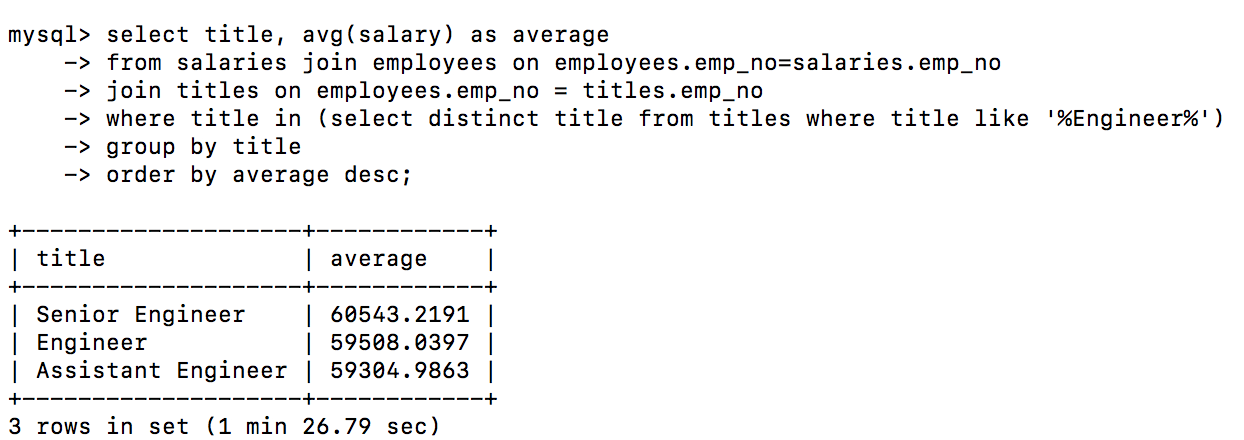 mysql> select title, avg(salary) as average
    -> from salaries join employees on employees.emp_no=salaries.emp_no
    -> join titles on employees.emp_no = titles.emp_no
    -> where title in (select distinct title from titles where title like '%Engineer%')
    -> group by title
    -> order by average desc;

+--------------------+------------+
| title              | average    |
+--------------------+------------+
| Senior Engineer    | 60543.2191 |
| Engineer           | 59508.0397 |
| Assistant Engineer | 59304.9863 |
+--------------------+------------+
3 rows in set (1 min 26.79 sec)